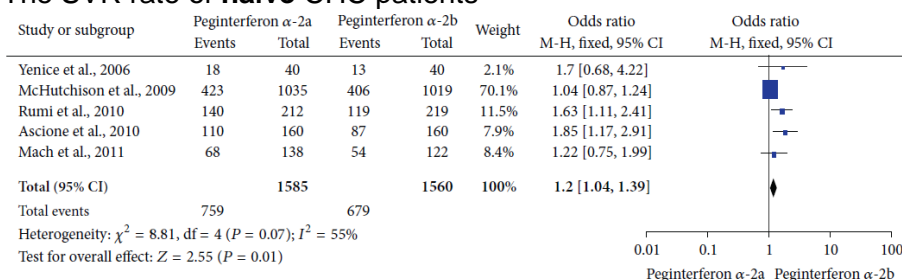 The SVR rate of naive CHC patients
Study or subgroup Peginterferon α-2a Peginterferon α-2b Weight Odds ratio Odds ratio
Events Total Events Total M-H, fixed, 95% CI M-H, fixed, 95% CI
Yenice et al., 2006 18 40 13 40 2.1% 1.7 [0.68, 4.22]
McHutchison et al., 2009 423 1035 406 1019 70.1% 1.04 [0.87, 1.24]
Rumi et al., 2010 140 212 119 219 11.5% 1.63 [1.11, 2.41]
Ascione et al., 2010 110 160 87 160 7.9% 1.85 [1.17, 2.91]
Mach et al., 2011 68 138 54 122 8.4% 1.22 [0.75, 1.99]
Total (95% CI) 1585 1560 100% 1.2 [1.04, 1.39]
Total events 759 679
Heterogeneity: χ² = 8.81, df = 4 (P = 0.07); I² = 55%
Test for overall effect: Z = 2.55 (P = 0.01)
0.01 0.1 1 10 100
Peginterferon α-2a Peginterferon α-2b